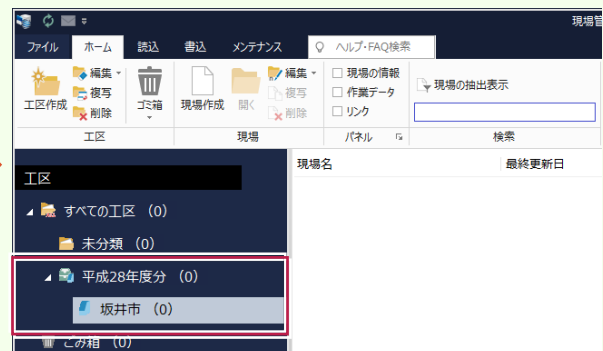 現場管
ファイル ホーム 読込 書込 メンテナンス ヘルプ・FAQ検索
工区作成 編集 複写 削除 ゴミ箱 現場作成 開く 編集 複写 削除 現場の情報 作業データ リンク 現場の抽出表示
工区 現場 パネル 検索
工区 現場名 最終更新日
すべての工区 (0)
未分類 (0)
平成28年度分 (0)
坂井市 (0)
ごみ箱 (0)